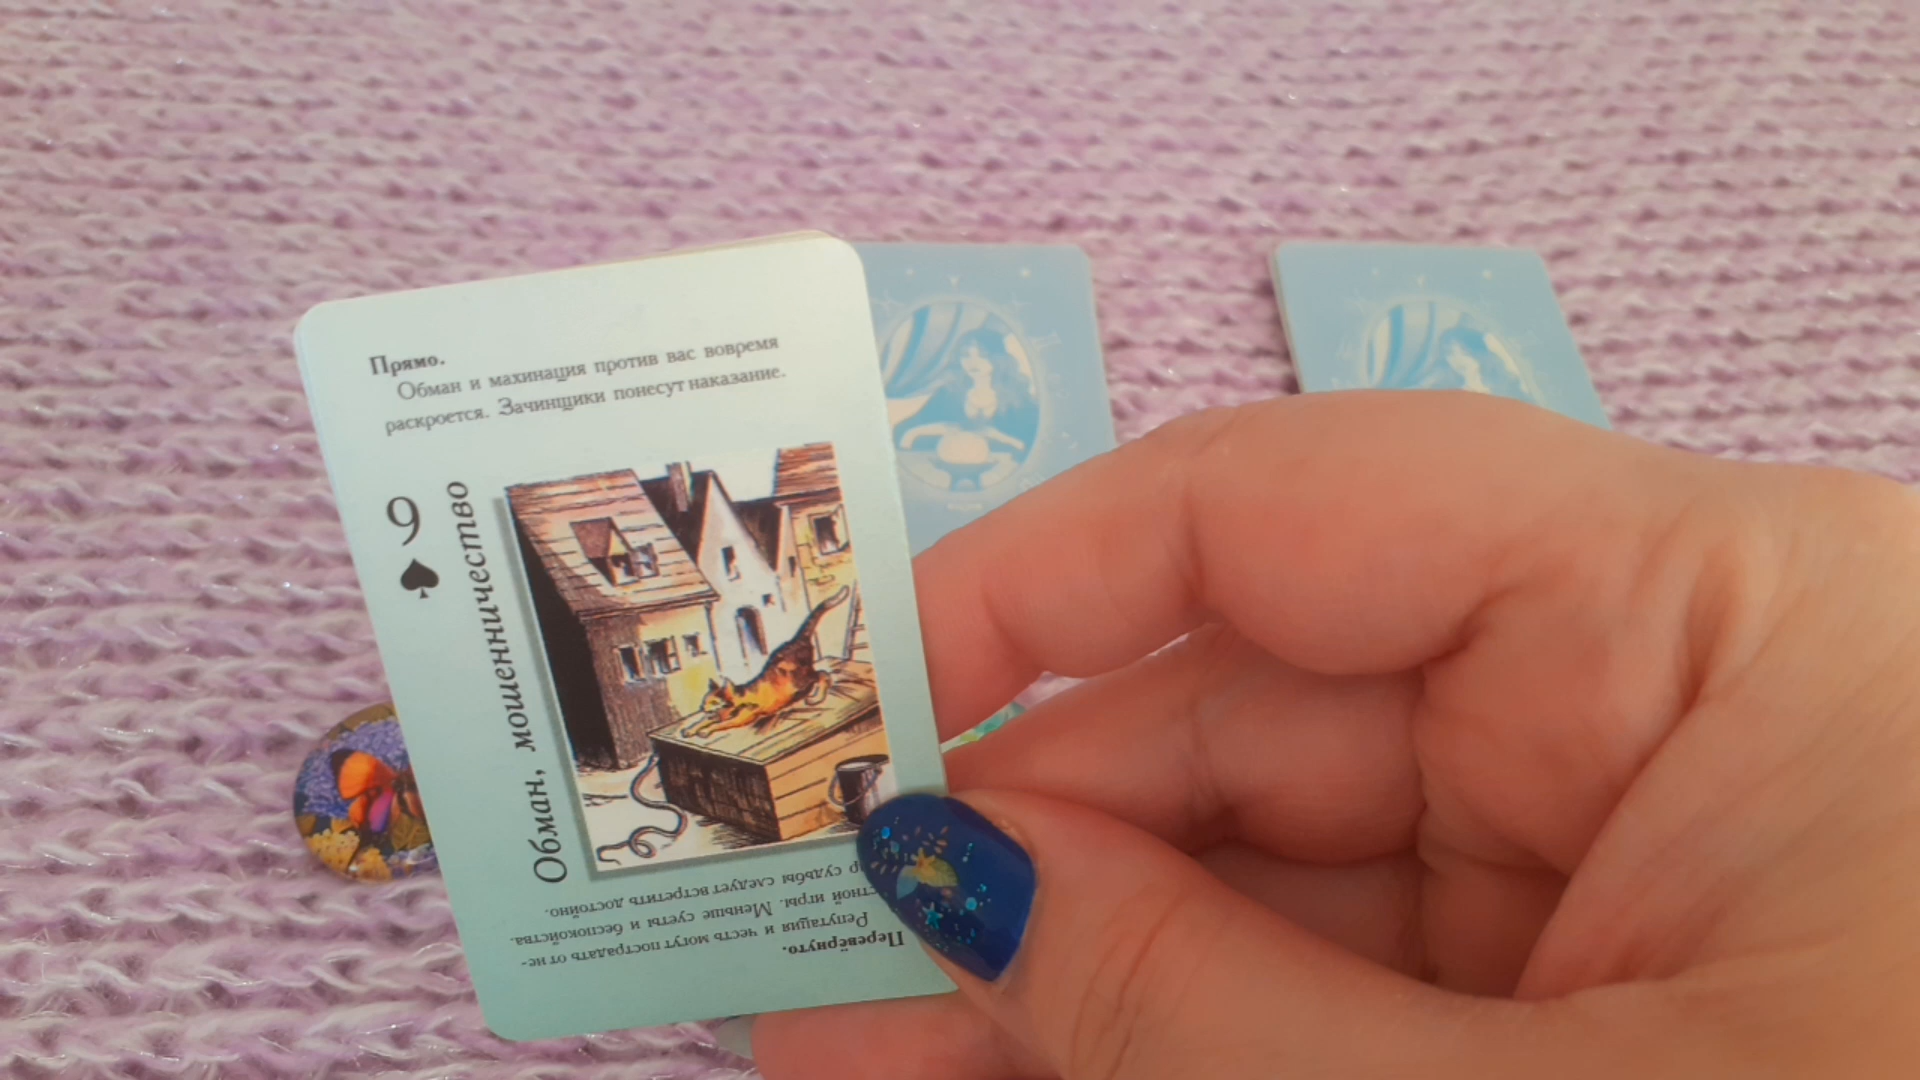 Прямо.
Обман и махинация против вас вовремя
раскроется. Зачинщики понесут наказание.
9
Обман, мошенничество
Перевёрнуто.
Репутация и честь могут пострадать от не-
стной игры. Меньше суеты и беспокойства.
ар судьбы следует встретить достойно.